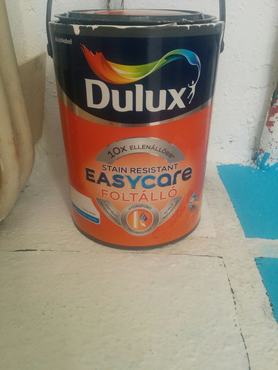 Dulux
10x ELLENÁLLÓBB*
STAIN RESISTANT
EASYCare
FOLTÁLLÓ